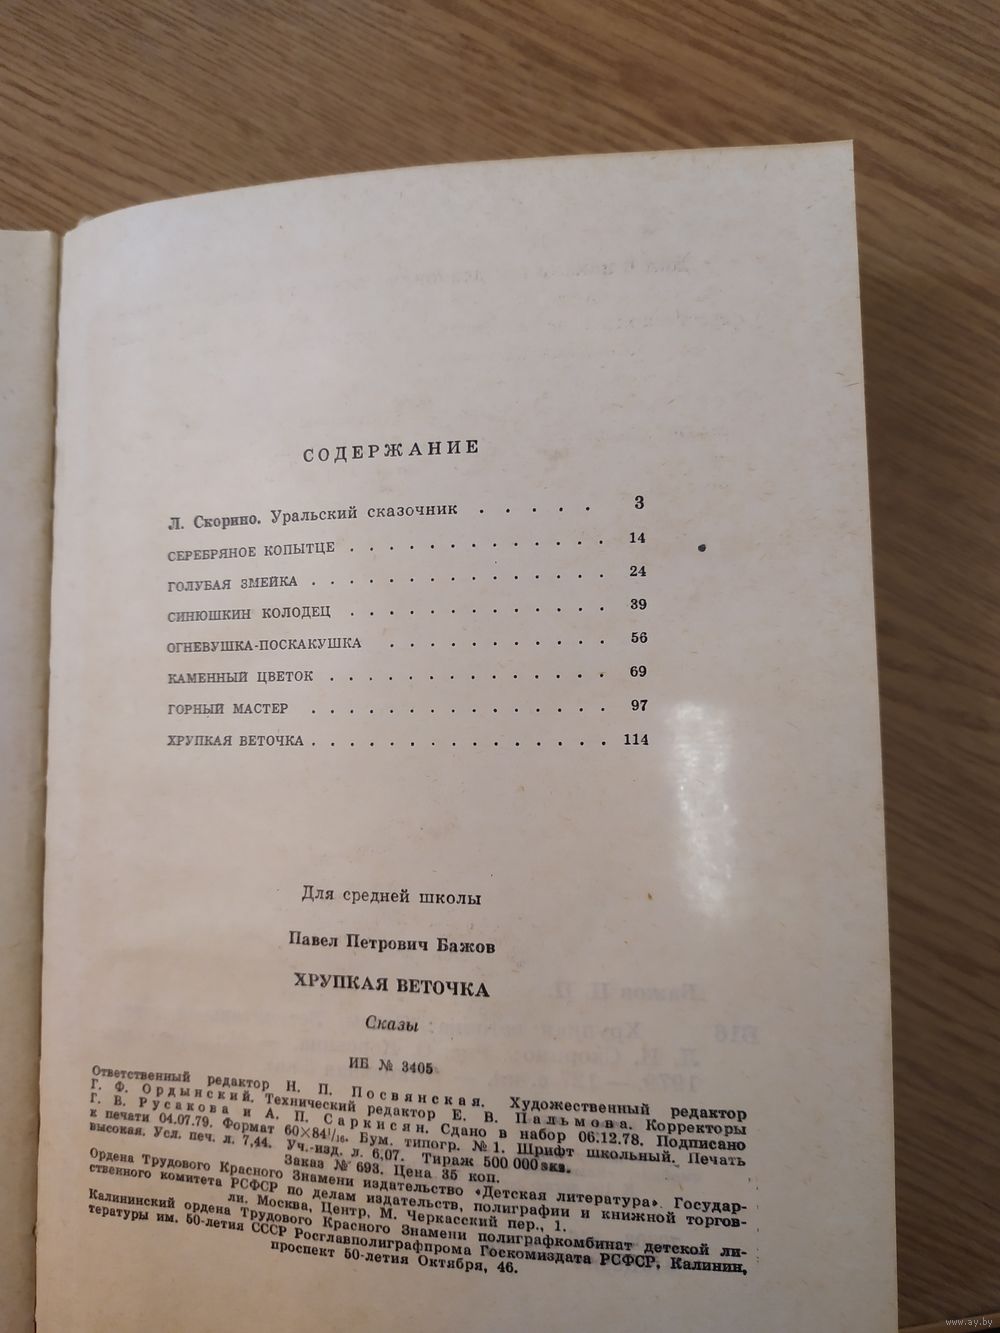 СОДЕРЖАНИЕ
Л. Скорино. Уральский сказочник . . . . . 3
СЕРЕБРЯНОЕ КОПЫТЦЕ . . . . . . . . . . . . . 14
ГОЛУБАЯ ЗМЕЙКА . . . . . . . . . . . . . . . 24
СИНЮШКИН КОЛОДЕЦ . . . . . . . . . . . . . 39
ОГНЕВУШКА-ПОСКАКУШКА . . . . . . . . . . . 56
КАМЕННЫЙ ЦВЕТОК . . . . . . . . . . . . . . 69
ГОРНЫЙ МАСТЕР . . . . . . . . . . . . . . . 97
ХРУПКАЯ ВЕТОЧКА . . . . . . . . . . . . . . . 114
Для средней школы
Павел Петрович Бажов
ХРУПКАЯ ВЕТОЧКА
Сказы
ИБ № 3405
Ответственный редактор Н. П. Посвянская. Художественный редактор
Г. Ф. Ордынский. Технический редактор Е. В. Пальмова. Корректоры
Г. В. Русакова и А. П. Саркисян. Сдано в набор 06.12.78. Подписано
к печати 04.07.79. Формат 60×84 1/16. Бум. типогр. № 1. Шрифт школьный. Печать
высокая. Усл. печ. л. 7,44. Уч.-изд. л. 6,07. Тираж 500 000 экз.
Заказ № 693. Цена 35 коп.
Ордена Трудового Красного Знамени издательство «Детская литература». Государ-
ственного комитета РСФСР по делам издательств, полиграфии и книжной торгов-
ли. Москва, Центр, М. Черкасский пер., 1.
Калининский ордена Трудового Красного Знамени полиграфкомбинат детской ли-
тературы им. 50-летия СССР Росглавполиграфпрома Госкомиздата РСФСР, Калинин,
проспект 50-летия Октября, 46.
www.ay.by